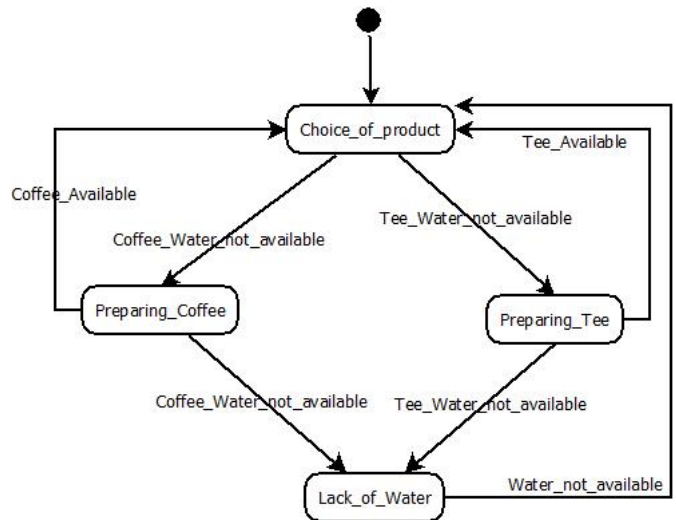 Choice_of_product
Tee_Available
Coffee_Available
Tee_Water_not_available
Coffee_Water_not_available
Preparing_Coffee
Preparing_Tee
Coffee_Water_not_available
Tee_Water_not_available
Water_not_available
Lack_of_Water